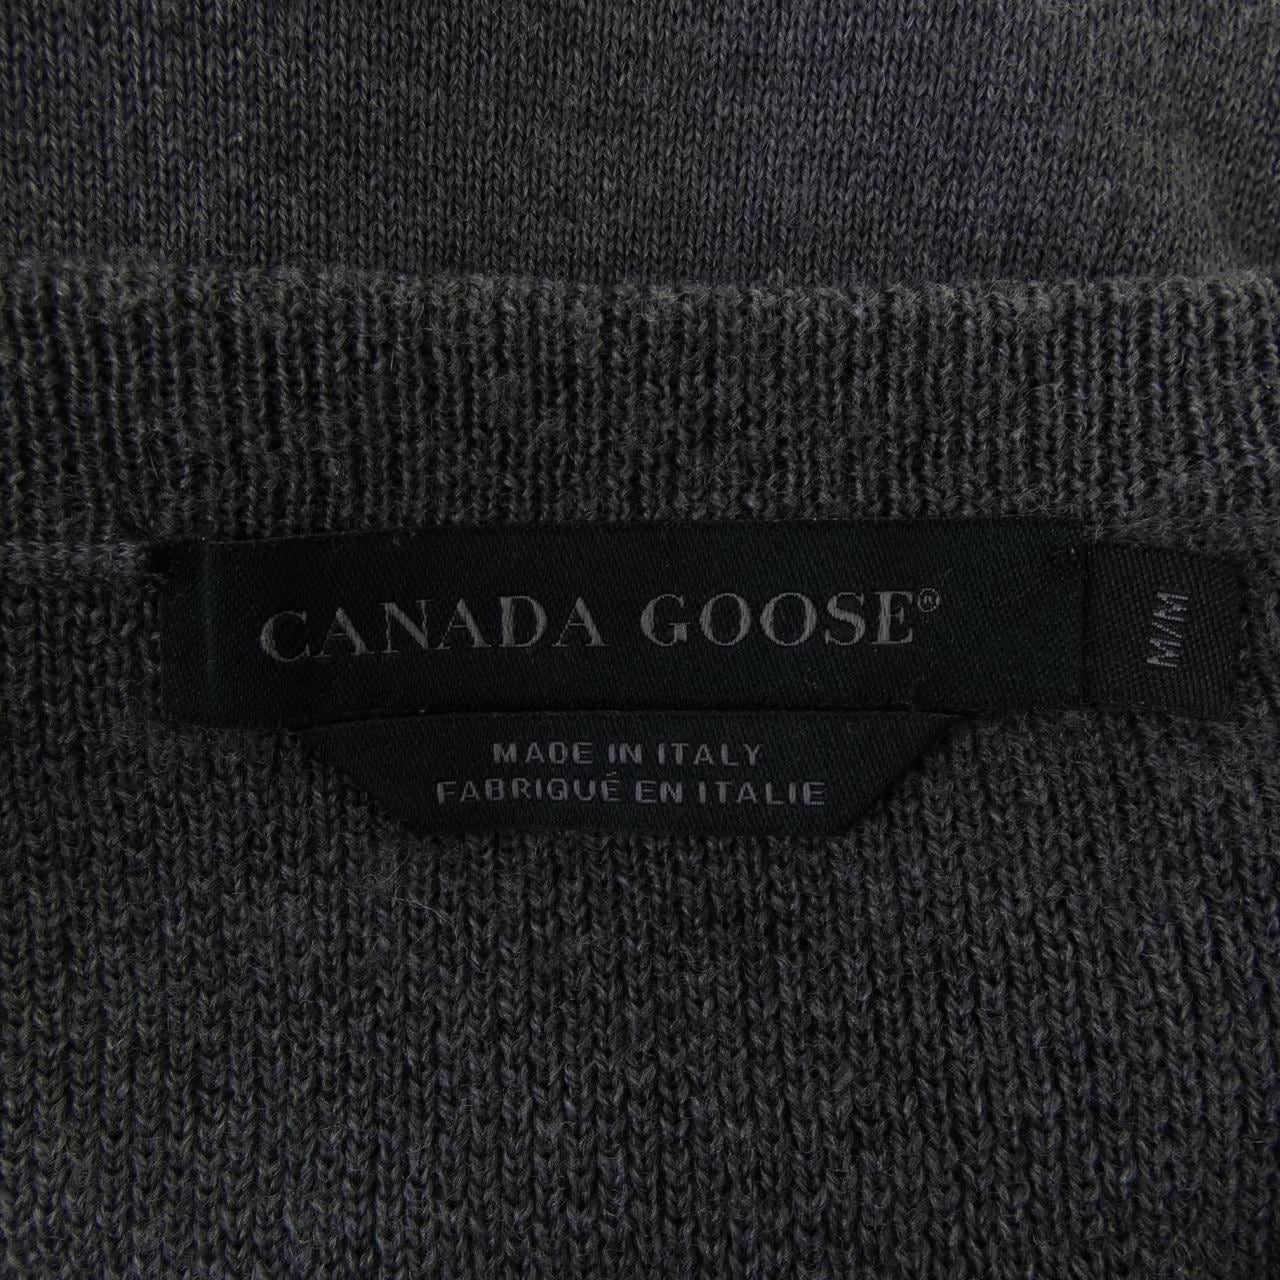 CANADA GOOSE®
M/M
MADE IN ITALY
FABRIQUÉ EN ITALIE